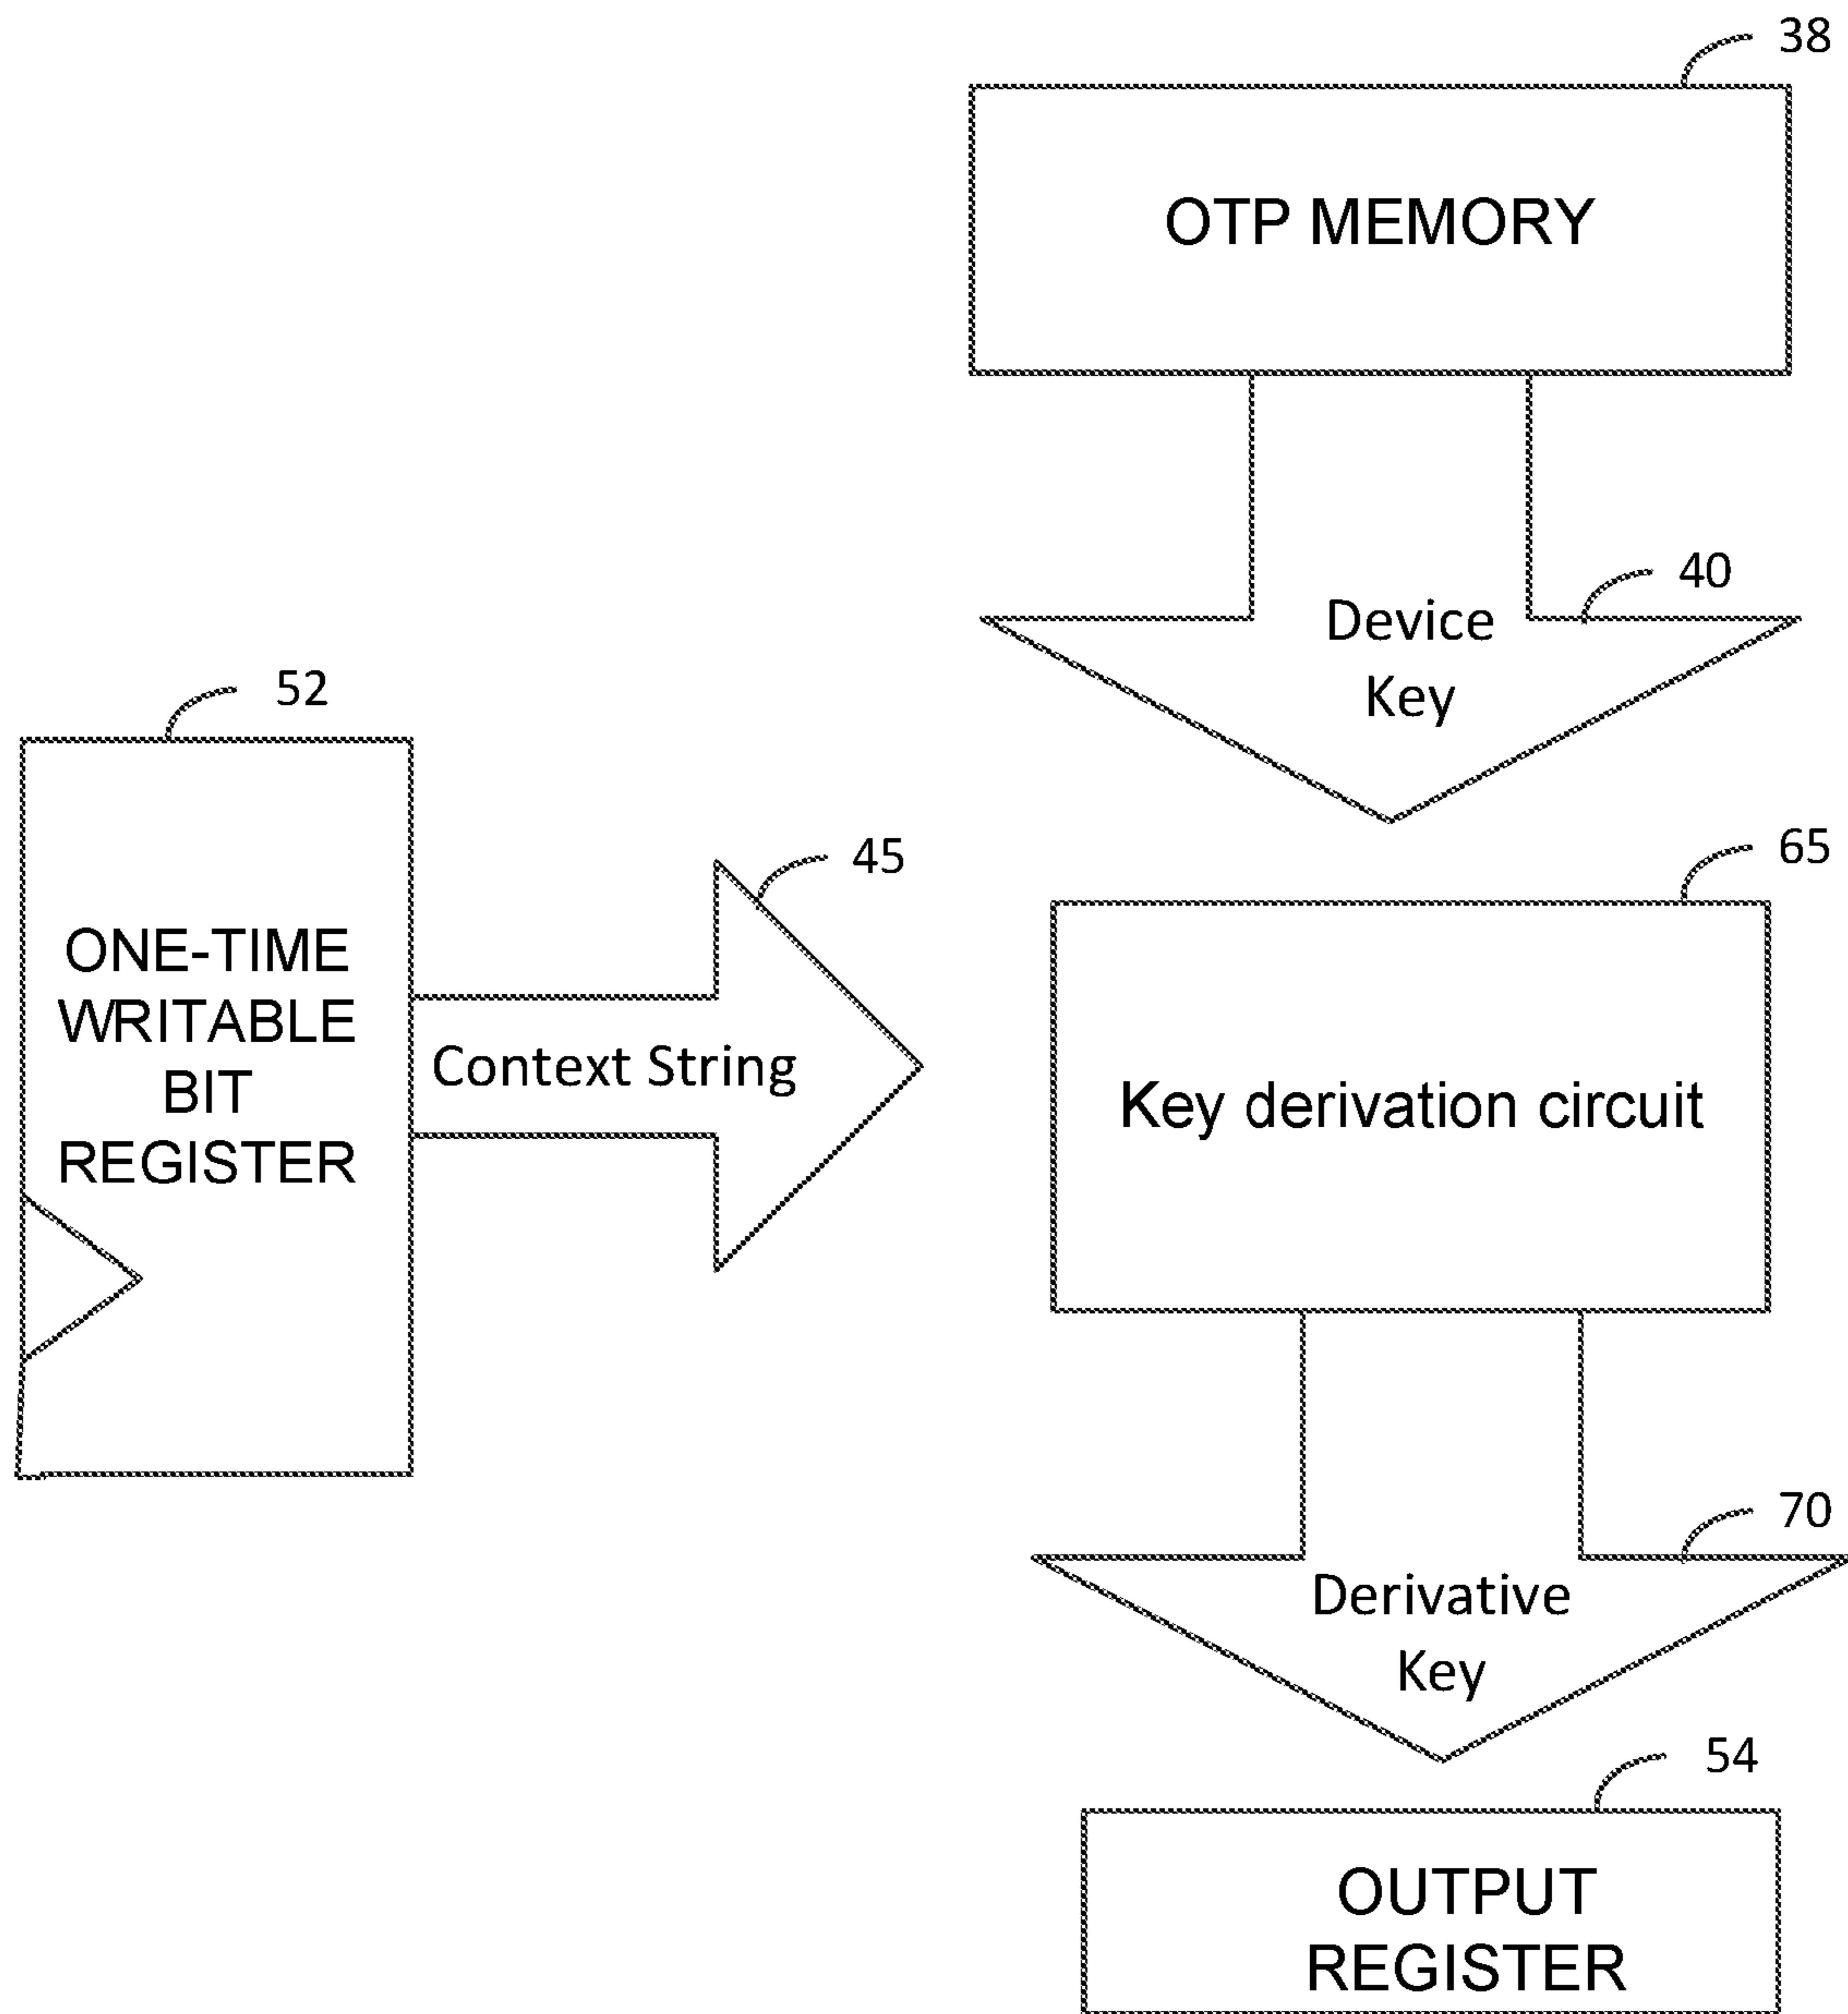 38
OTP MEMORY
40
Device
Key
52
ONE-TIME
WRITABLE
BIT
REGISTER
45
Context String
65
Key derivation circuit
70
Derivative
Key
54
OUTPUT
REGISTER